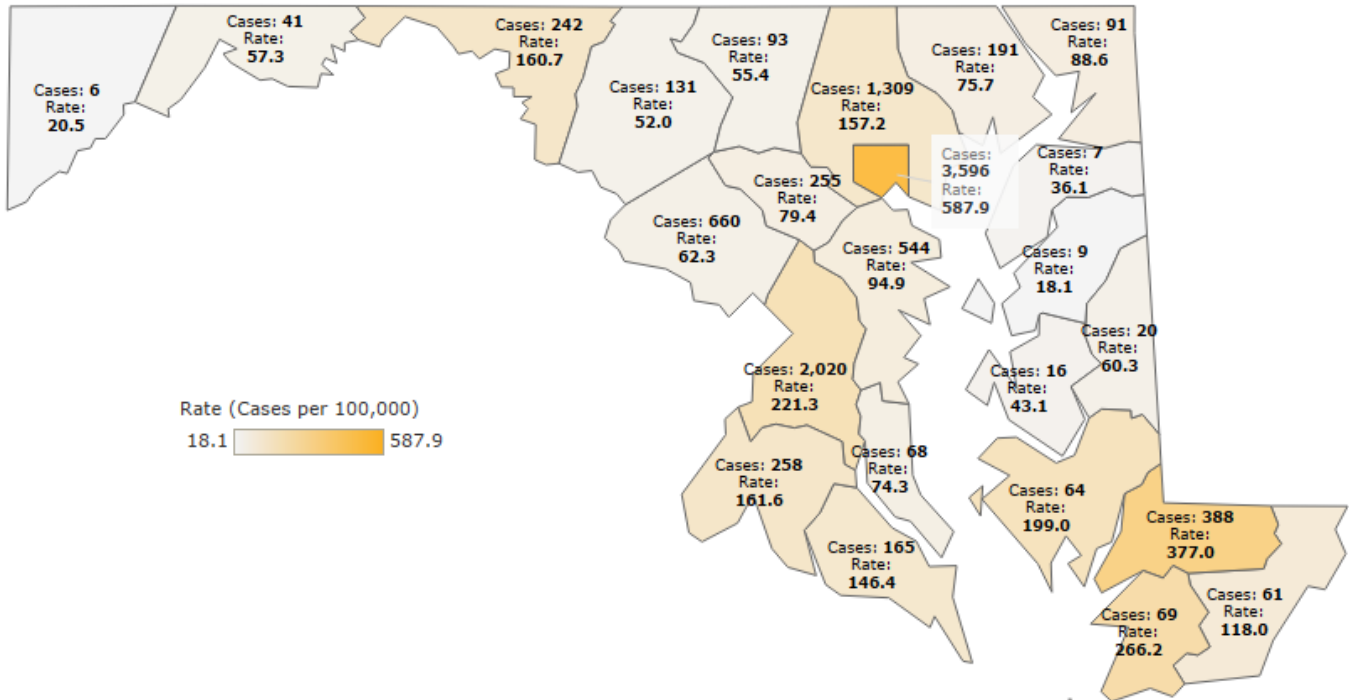 Cases: 6
Rate:
20.5
Cases: 41
Rate:
57.3
Cases: 242
Rate:
160.7
Cases: 131
Rate:
52.0
Cases: 93
Rate:
55.4
Cases: 1,309
Rate:
157.2
Cases: 191
Rate:
75.7
Cases: 91
Rate:
88.6
Cases:
3,596
Rate:
587.9
Cases: 7
Rate:
36.1
Cases: 255
Rate:
79.4
Cases: 660
Rate:
62.3
Cases: 544
Rate:
94.9
Cases: 9
Rate:
18.1
Cases: 20
Rate:
60.3
Cases: 16
Rate:
43.1
Cases: 2,020
Rate:
221.3
Rate (Cases per 100,000)
18.1 587.9
Cases: 258
Rate:
161.6
Cases: 68
Rate:
74.3
Cases: 64
Rate:
199.0
Cases: 388
Rate:
377.0
Cases: 165
Rate:
146.4
Cases: 69
Rate:
266.2
Cases: 61
Rate:
118.0